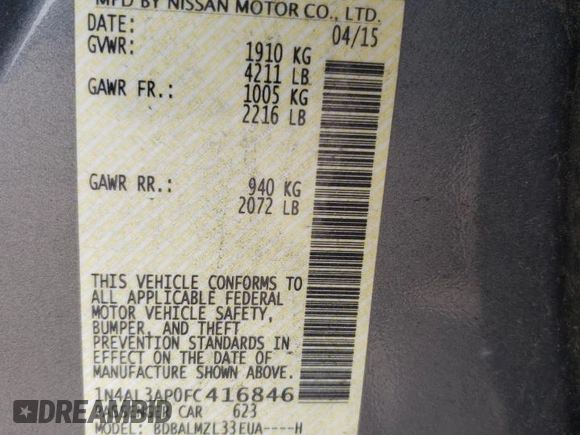 MFD BY NISSAN MOTOR CO., LTD.
DATE: 04/15
GVWR: 1910 KG
4211 LB
GAWR FR.: 1005 KG
2216 LB
GAWR RR.: 940 KG
2072 LB
THIS VEHICLE CONFORMS TO
ALL APPLICABLE FEDERAL
MOTOR VEHICLE SAFETY,
BUMPER, AND THEFT
PREVENTION STANDARDS IN
EFFECT ON THE DATE OF
MANUFACTURE SHOWN ABOVE.
1N4AL3AP0FC416846
PASSENGER CAR 623
MODEL: BDBALMZL33EUA----H
DREAMBID